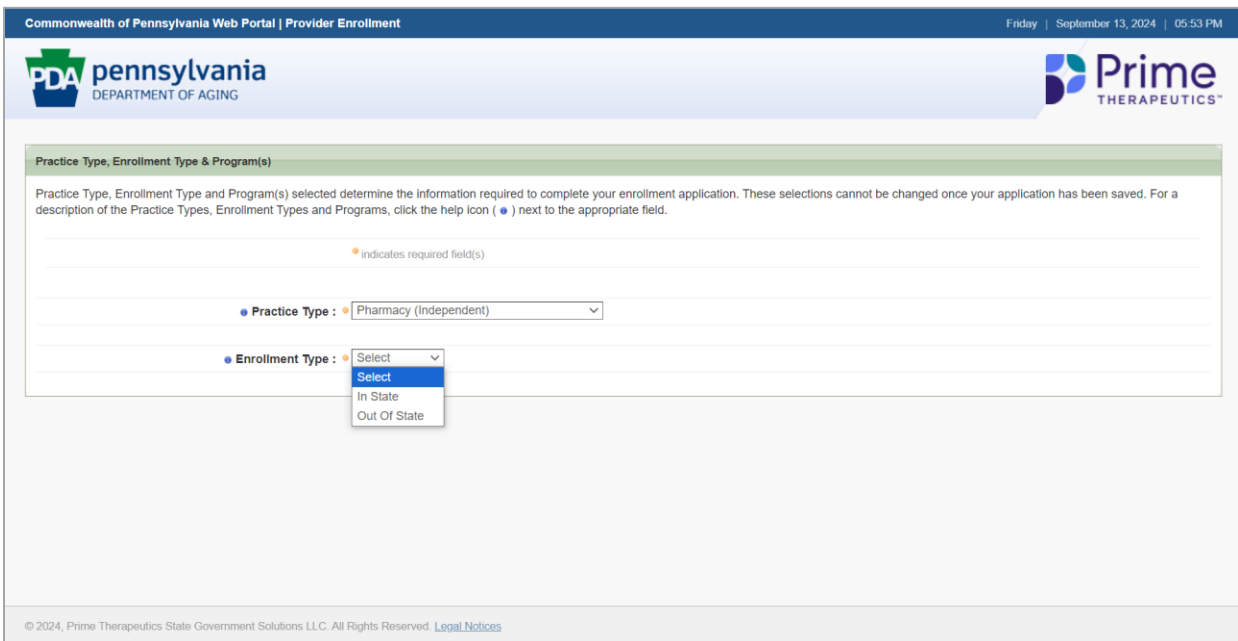 Commonwealth of Pennsylvania Web Portal | Provider Enrollment
Friday | September 13, 2024 | 05:53 PM
PDA pennsylvania
DEPARTMENT OF AGING
Prime
THERAPEUTICS™
Practice Type, Enrollment Type & Program(s)
Practice Type, Enrollment Type and Program(s) selected determine the information required to complete your enrollment application. These selections cannot be changed once your application has been saved. For a
description of the Practice Types, Enrollment Types and Programs, click the help icon ( ) next to the appropriate field.
indicates required field(s)
Practice Type : Pharmacy (Independent)
Enrollment Type : Select
Select
In State
Out Of State
© 2024, Prime Therapeutics State Government Solutions LLC. All Rights Reserved. Legal Notices